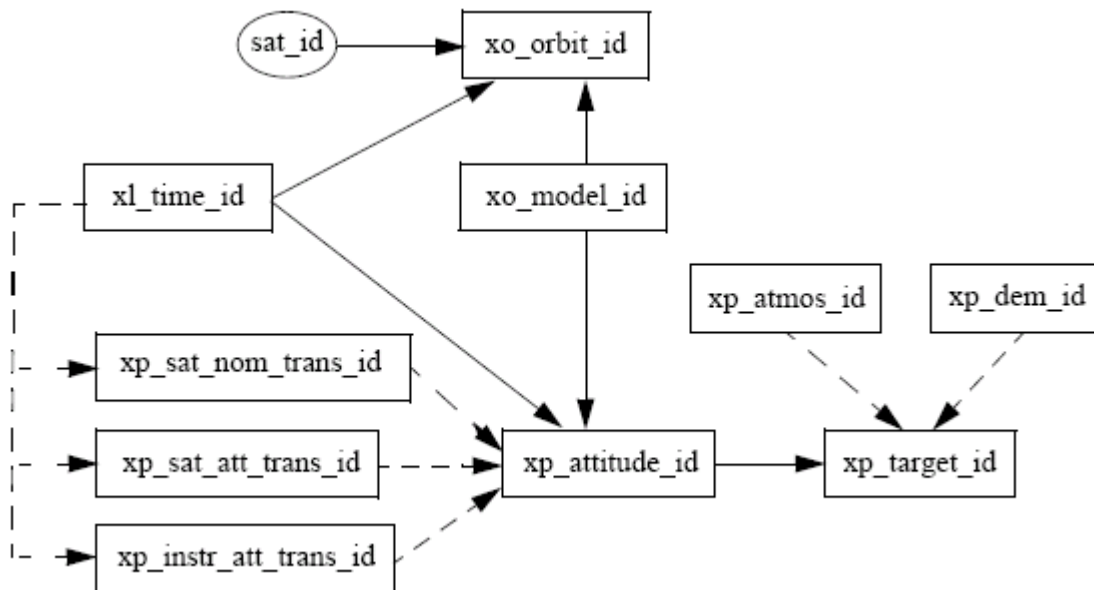 sat_id
xo_orbit_id
xl_time_id
xo_model_id
xp_atmos_id
xp_dem_id
xp_sat_nom_trans_id
xp_sat_att_trans_id
xp_attitude_id
xp_target_id
xp_instr_att_trans_id